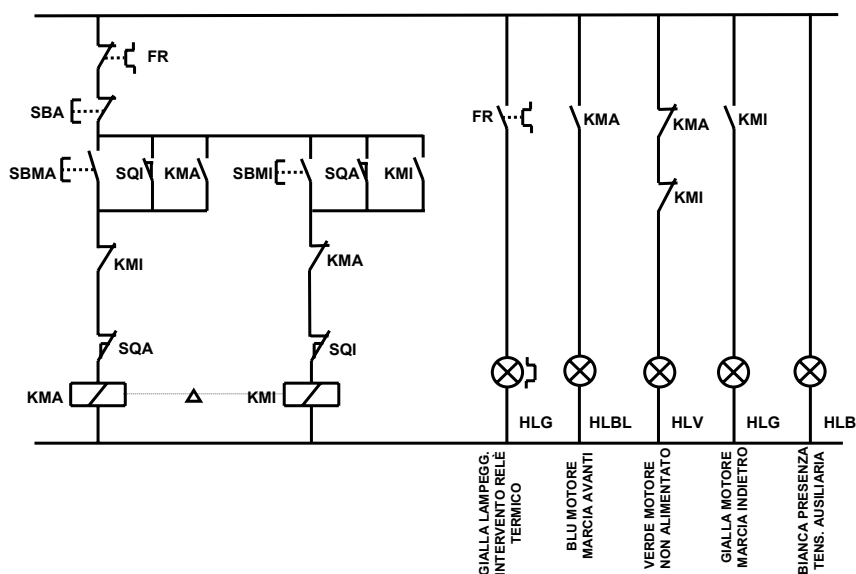 FR
SBA
SBMA
SQI
KMA
SBMI
SQA
KMI
FR
KMA
KMA
KMI
KMI
KMI
KMA
SQA
SQI
KMA
KMI
HLG
HLBL
HLV
HLG
HLB
GIALLA LAMPEGG.
INTERVENTO RELÈ
TERMICO
BLU MOTORE
MARCIA AVANTI
VERDE MOTORE
NON ALIMENTATO
GIALLA MOTORE
MARCIA INDIETRO
BIANCA PRESENZA
TENS. AUSILIARIA